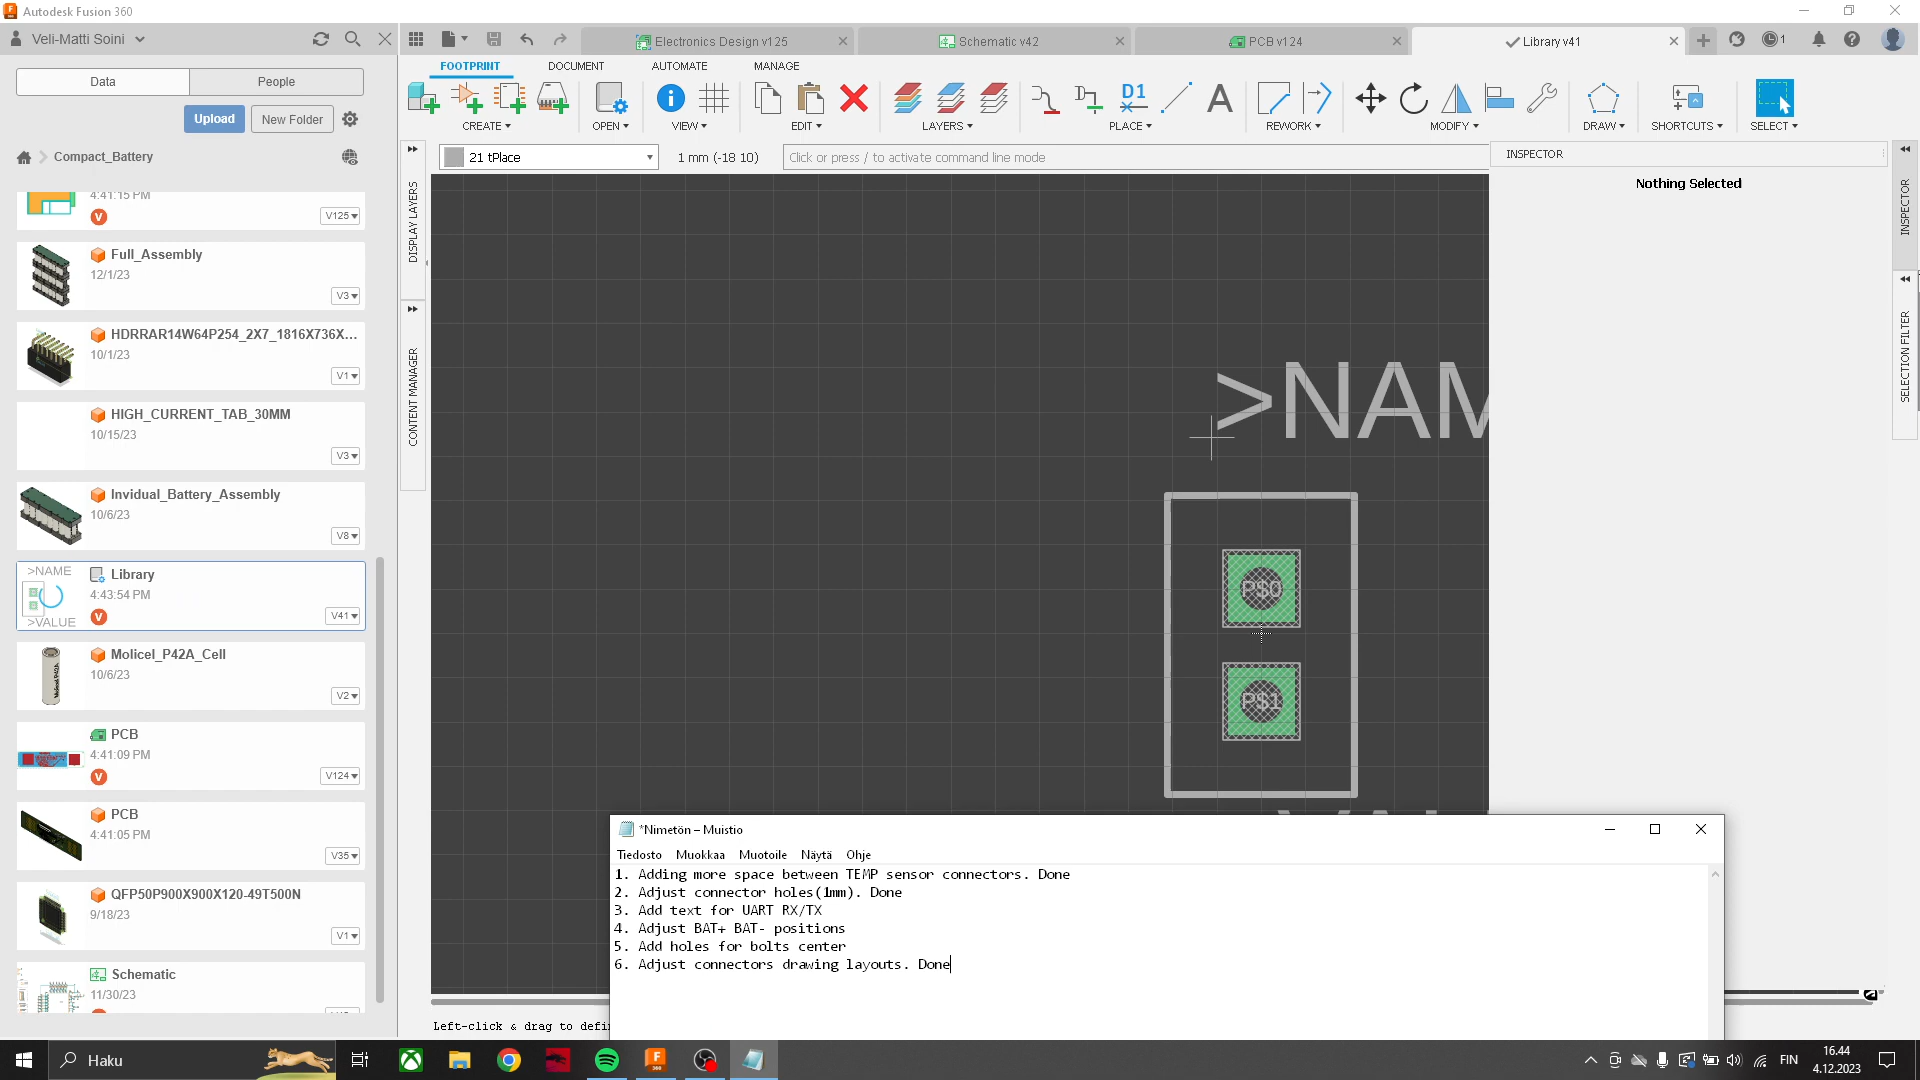 Autodesk Fusion 360
Veli-Matti Soini
Electronics Design v125
Schematic v42
PCB v124
Library v41
1
Data
People
FOOTPRINT
DOCUMENT
AUTOMATE
MANAGE
Upload
New Folder
CREATE
OPEN
VIEW
EDIT
LAYERS
D1
PLACE
REWORK
MODIFY
DRAW
SHORTCUTS
SELECT
Compact_Battery
21 tPlace
1 mm (-18 10)
Click or press / to activate command line mode
INSPECTOR
Nothing Selected
DISPLAY LAYERS
CONTENT MANAGER
INSPECTOR
SELECTION FILTER
4:41:15 PM
V
V125
Full_Assembly
12/1/23
V3
HDRRAR14W64P254_2X7_1816X736X...
10/1/23
V1
HIGH_CURRENT_TAB_30MM
10/15/23
V3
Invidual_Battery_Assembly
10/6/23
V8
>NAME
>VALUE
Library
4:43:54 PM
V
V41
Molicel_P42A_Cell
10/6/23
V2
PCB
4:41:09 PM
V
V124
PCB
4:41:05 PM
V35
QFP50P900X900X120-49T500N
9/18/23
V1
Schematic
11/30/23
>NAM
P$0
P$1
*Nimetön – Muistio
Tiedosto Muokkaa Muotoile Näytä Ohje
1. Adding more space between TEMP sensor connectors. Done
2. Adjust connector holes(1mm). Done
3. Add text for UART RX/TX
4. Adjust BAT+ BAT- positions
5. Add holes for bolts center
6. Adjust connectors drawing layouts. Done
Left-click & drag to defi
Haku
FIN
16.44
4.12.2023